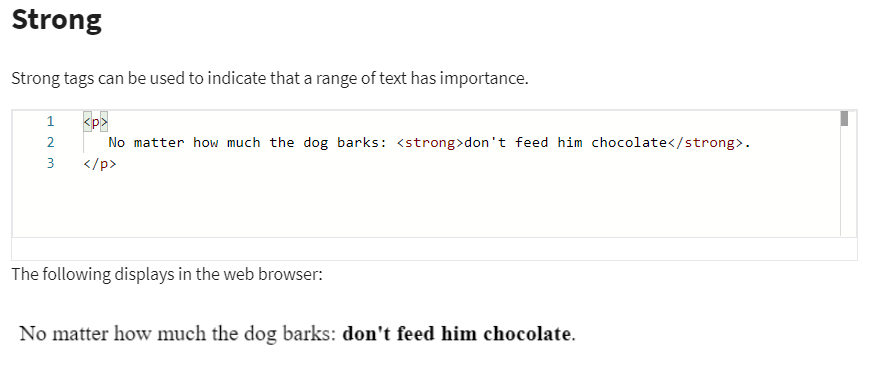 Strong
Strong tags can be used to indicate that a range of text has importance.
1 <p>
2 No matter how much the dog barks: <strong>don't feed him chocolate</strong>.
3 </p>
The following displays in the web browser:
No matter how much the dog barks: don't feed him chocolate.